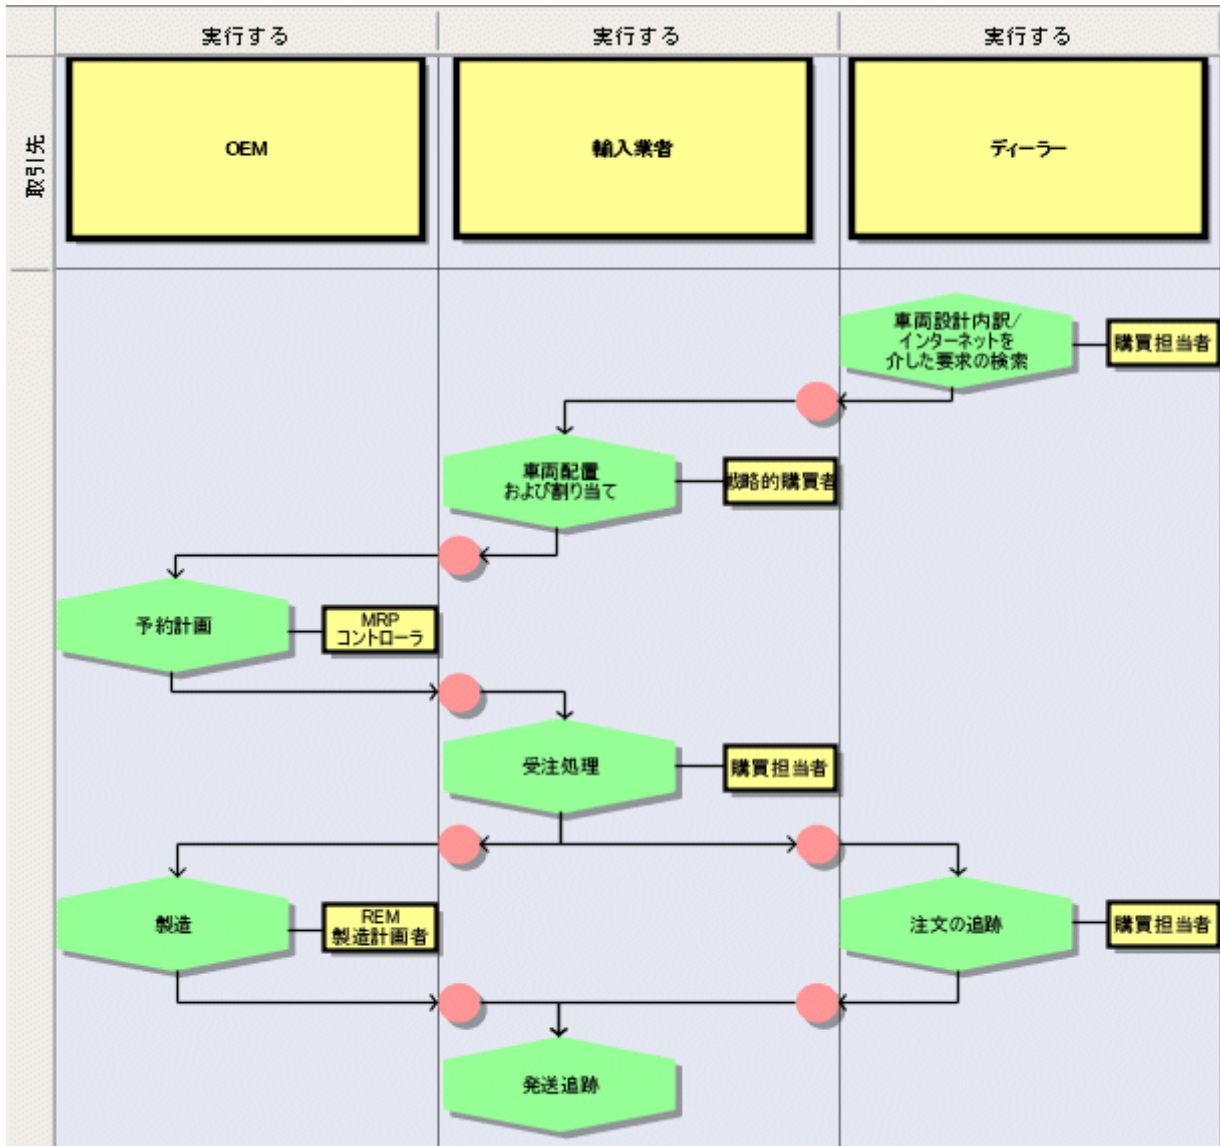 実行する
実行する
実行する
取引先
OEM
輸入業者
ディーラー
車両設計内訳/
インターネットを
介した要求の検索
購買担当者
車両配置
および割り当て
戦略的購買者
予約計画
MRP
コントローラ
受注処理
購買担当者
製造
REM
製造計画者
注文の追跡
購買担当者
発送追跡